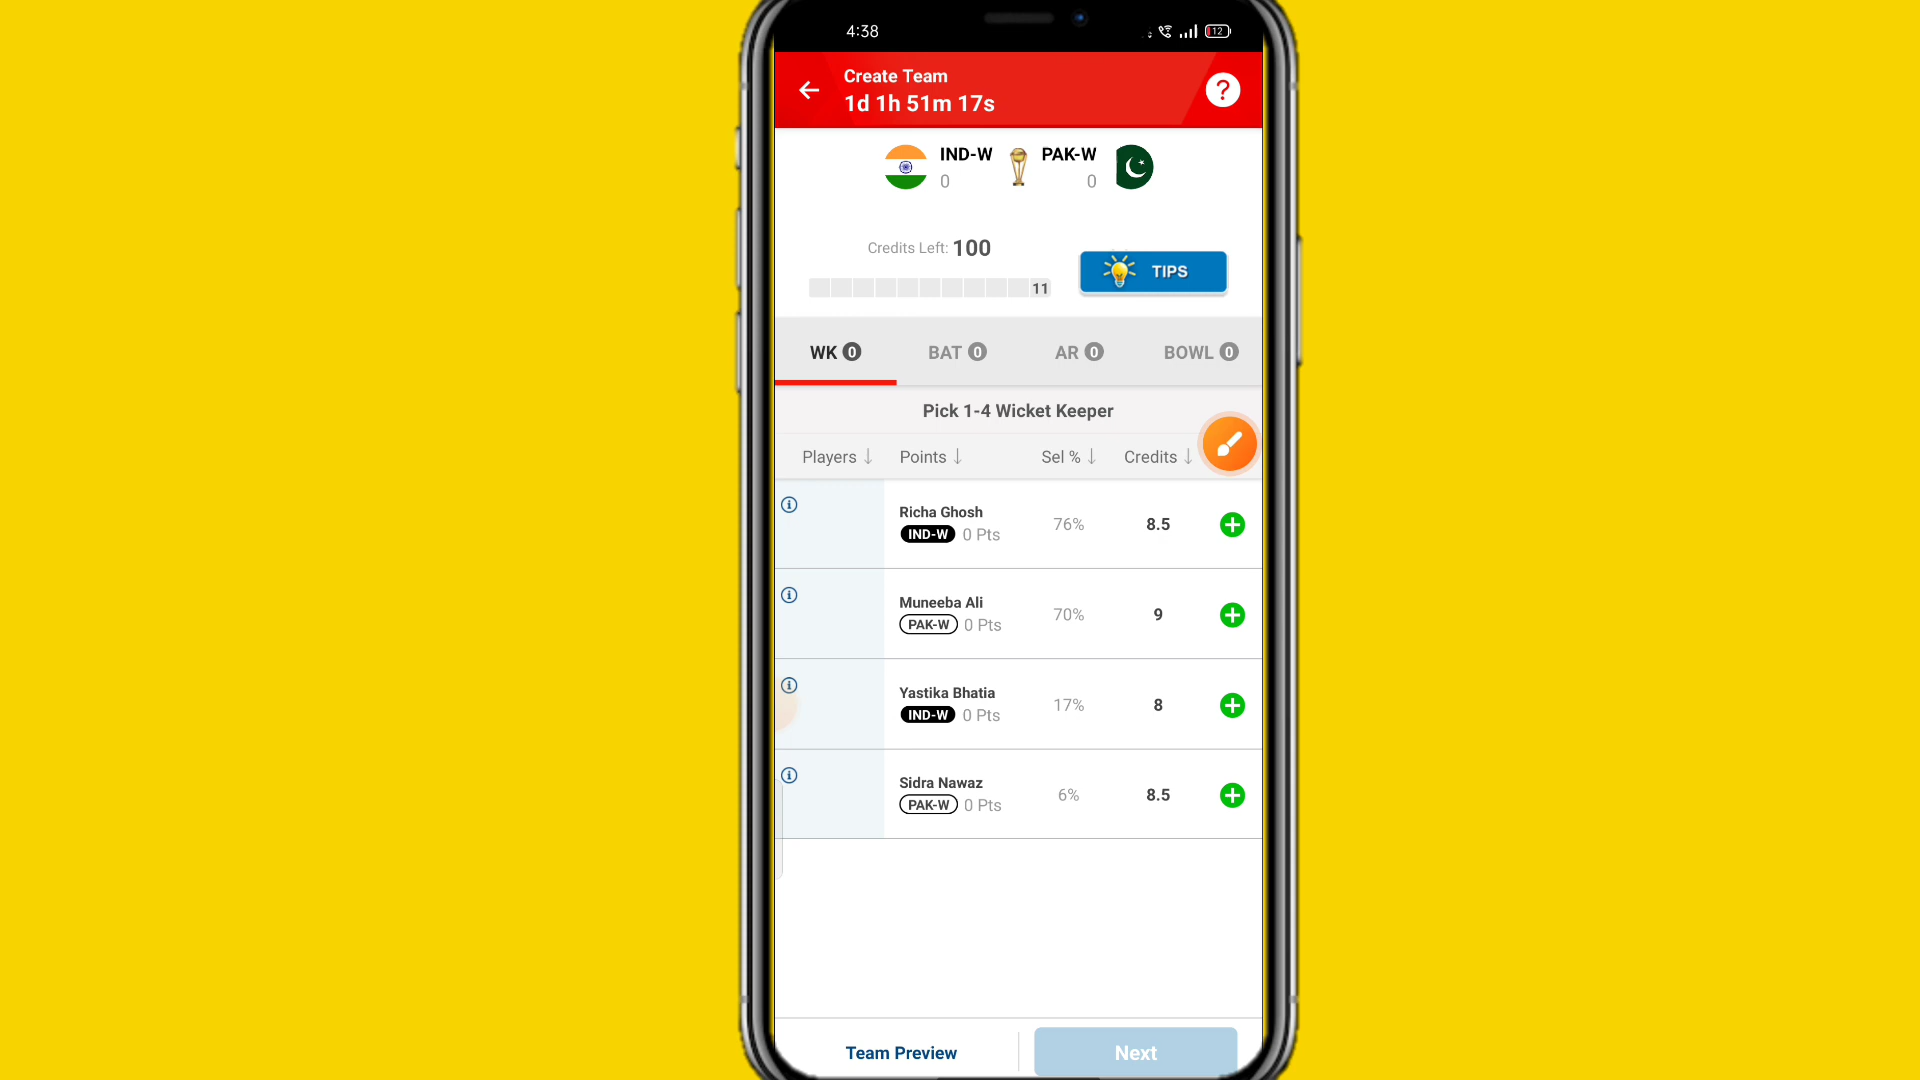 4:38
12
Create Team
1d 1h 51m 17s
?
IND-W
PAK-W
0
0
Credits Left: 100
11
TIPS
WK 0
BAT 0
AR 0
BOWL 0
Pick 1-4 Wicket Keeper
Players ↓ Points ↓ Sel % ↓ Credits ↓
Richa Ghosh
IND-W 0 Pts
76%
8.5
Muneeba Ali
PAK-W 0 Pts
70%
9
Yastika Bhatia
IND-W 0 Pts
17%
8
Sidra Nawaz
PAK-W 0 Pts
6%
8.5
Team Preview
Next